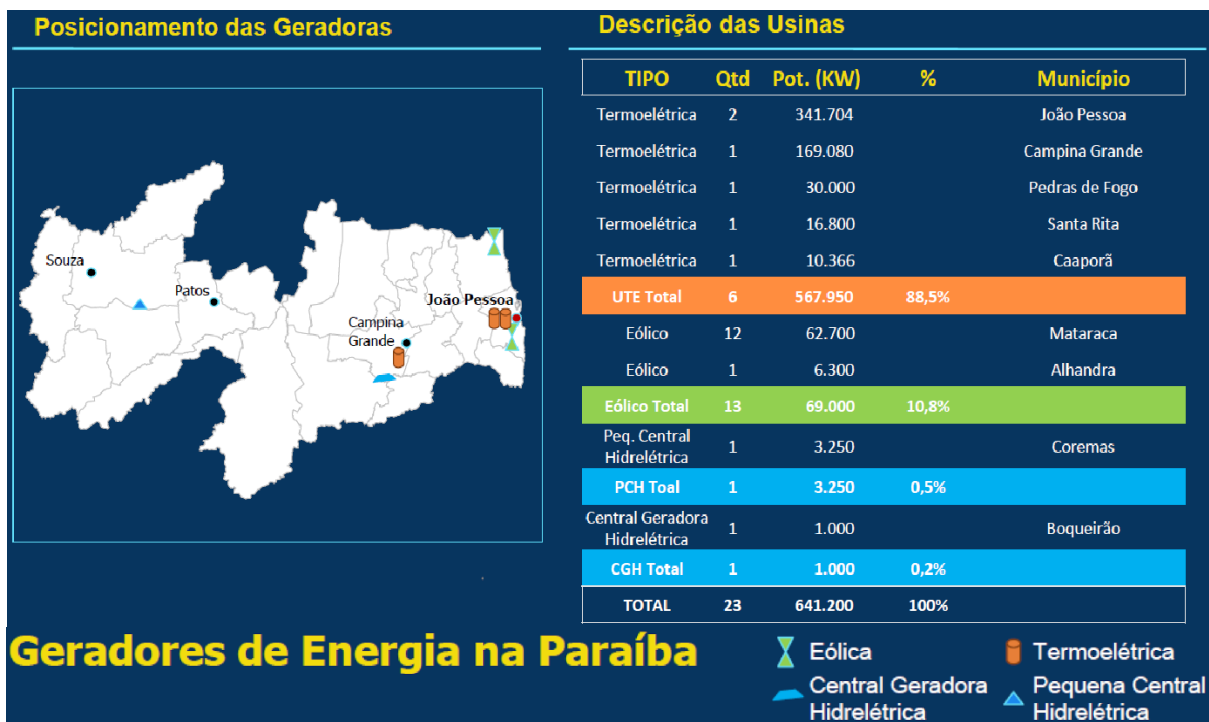 Posicionamento das Geradoras
Souza
Patos
João Pessoa
Campina
Grande
Descrição das Usinas
TIPO Qtd Pot. (KW) % Município
Termoelétrica 2 341.704 João Pessoa
Termoelétrica 1 169.080 Campina Grande
Termoelétrica 1 30.000 Pedras de Fogo
Termoelétrica 1 16.800 Santa Rita
Termoelétrica 1 10.366 Caaporã
UTE Total 6 567.950 88,5%
Eólico 12 62.700 Mataraca
Eólico 1 6.300 Alhandra
Eólico Total 13 69.000 10,8%
Peq. Central
Hidrelétrica 1 3.250 Coremas
PCH Toal 1 3.250 0,5%
Central Geradora
Hidrelétrica 1 1.000 Boqueirão
CGH Total 1 1.000 0,2%
TOTAL 23 641.200 100%
Geradores de Energia na Paraíba
Eólica
Termoelétrica
Central Geradora
Hidrelétrica
Pequena Central
Hidrelétrica